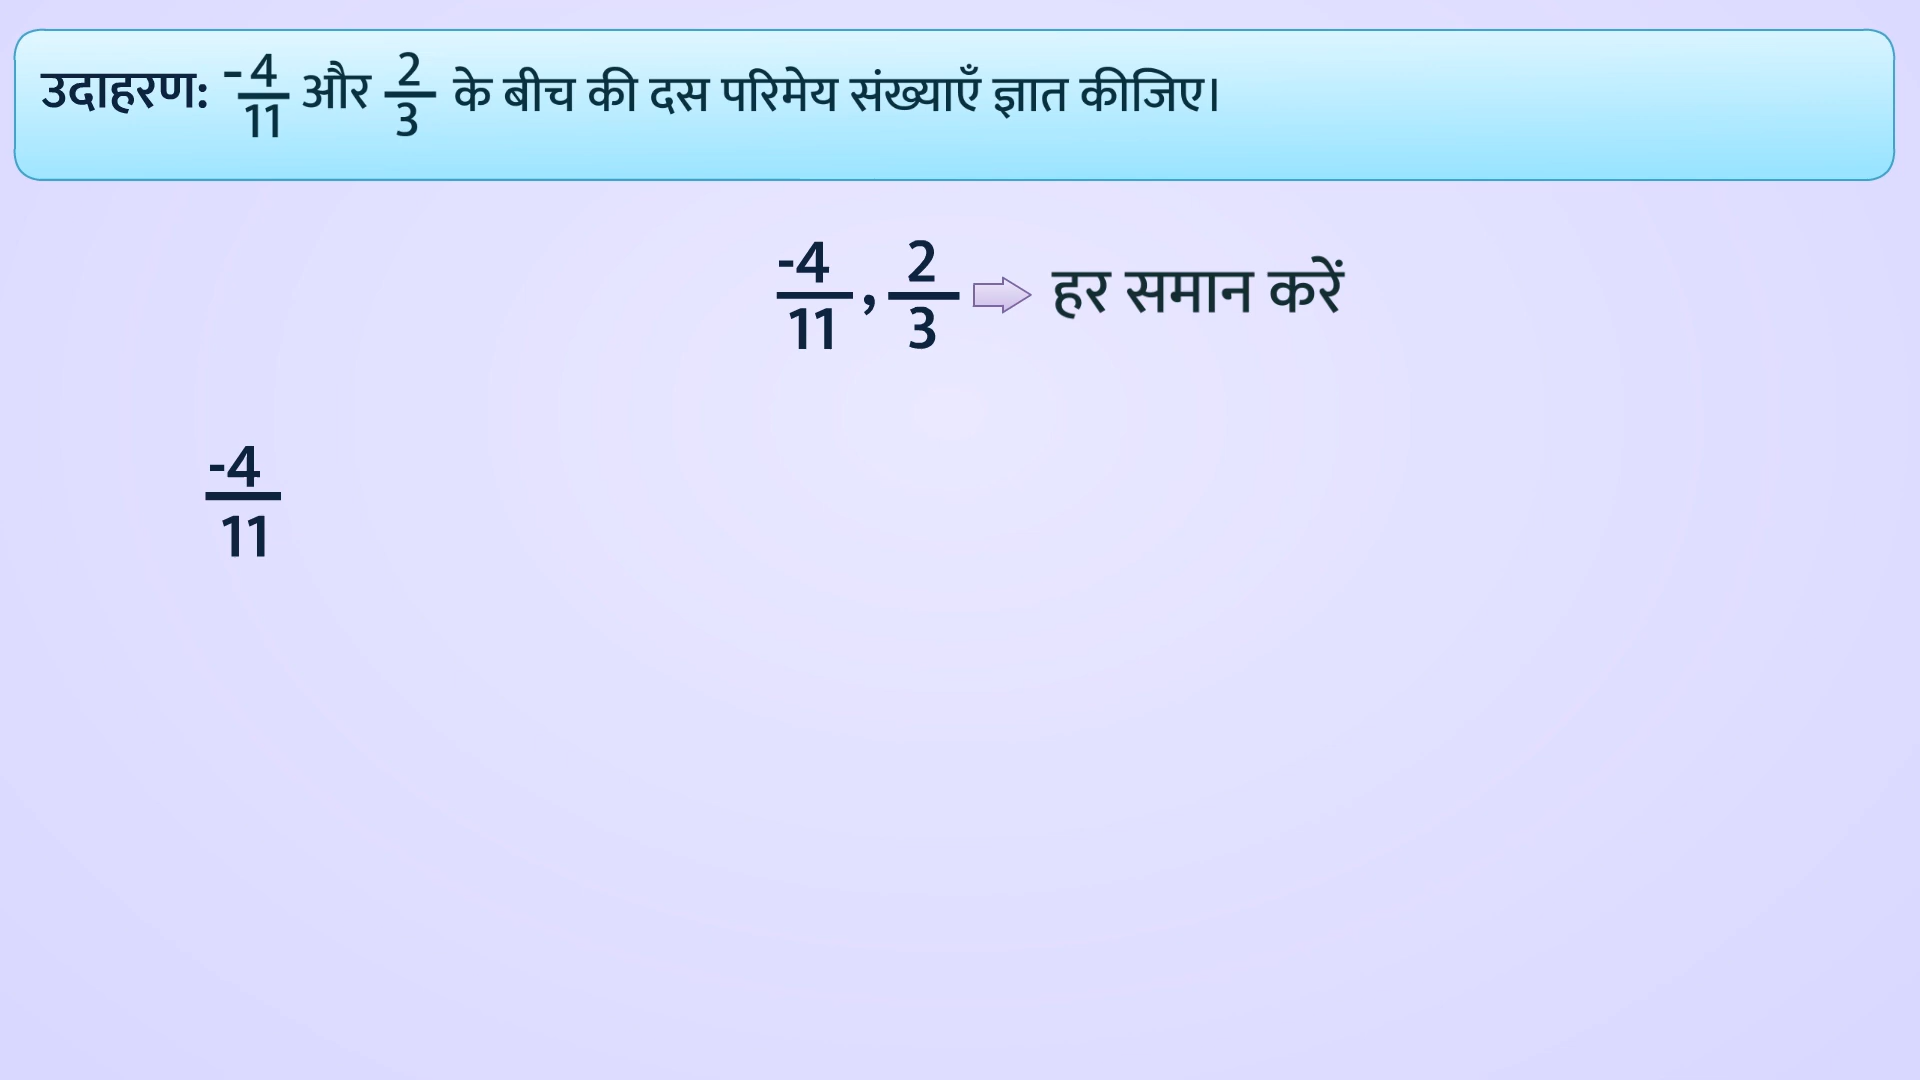 उदाहरण: -4/11 और 2/3 के बीच की दस परिमेय संख्याएँ ज्ञात कीजिए।
-4/11 , 2/3 ⇨ हर समान करें
-4/11